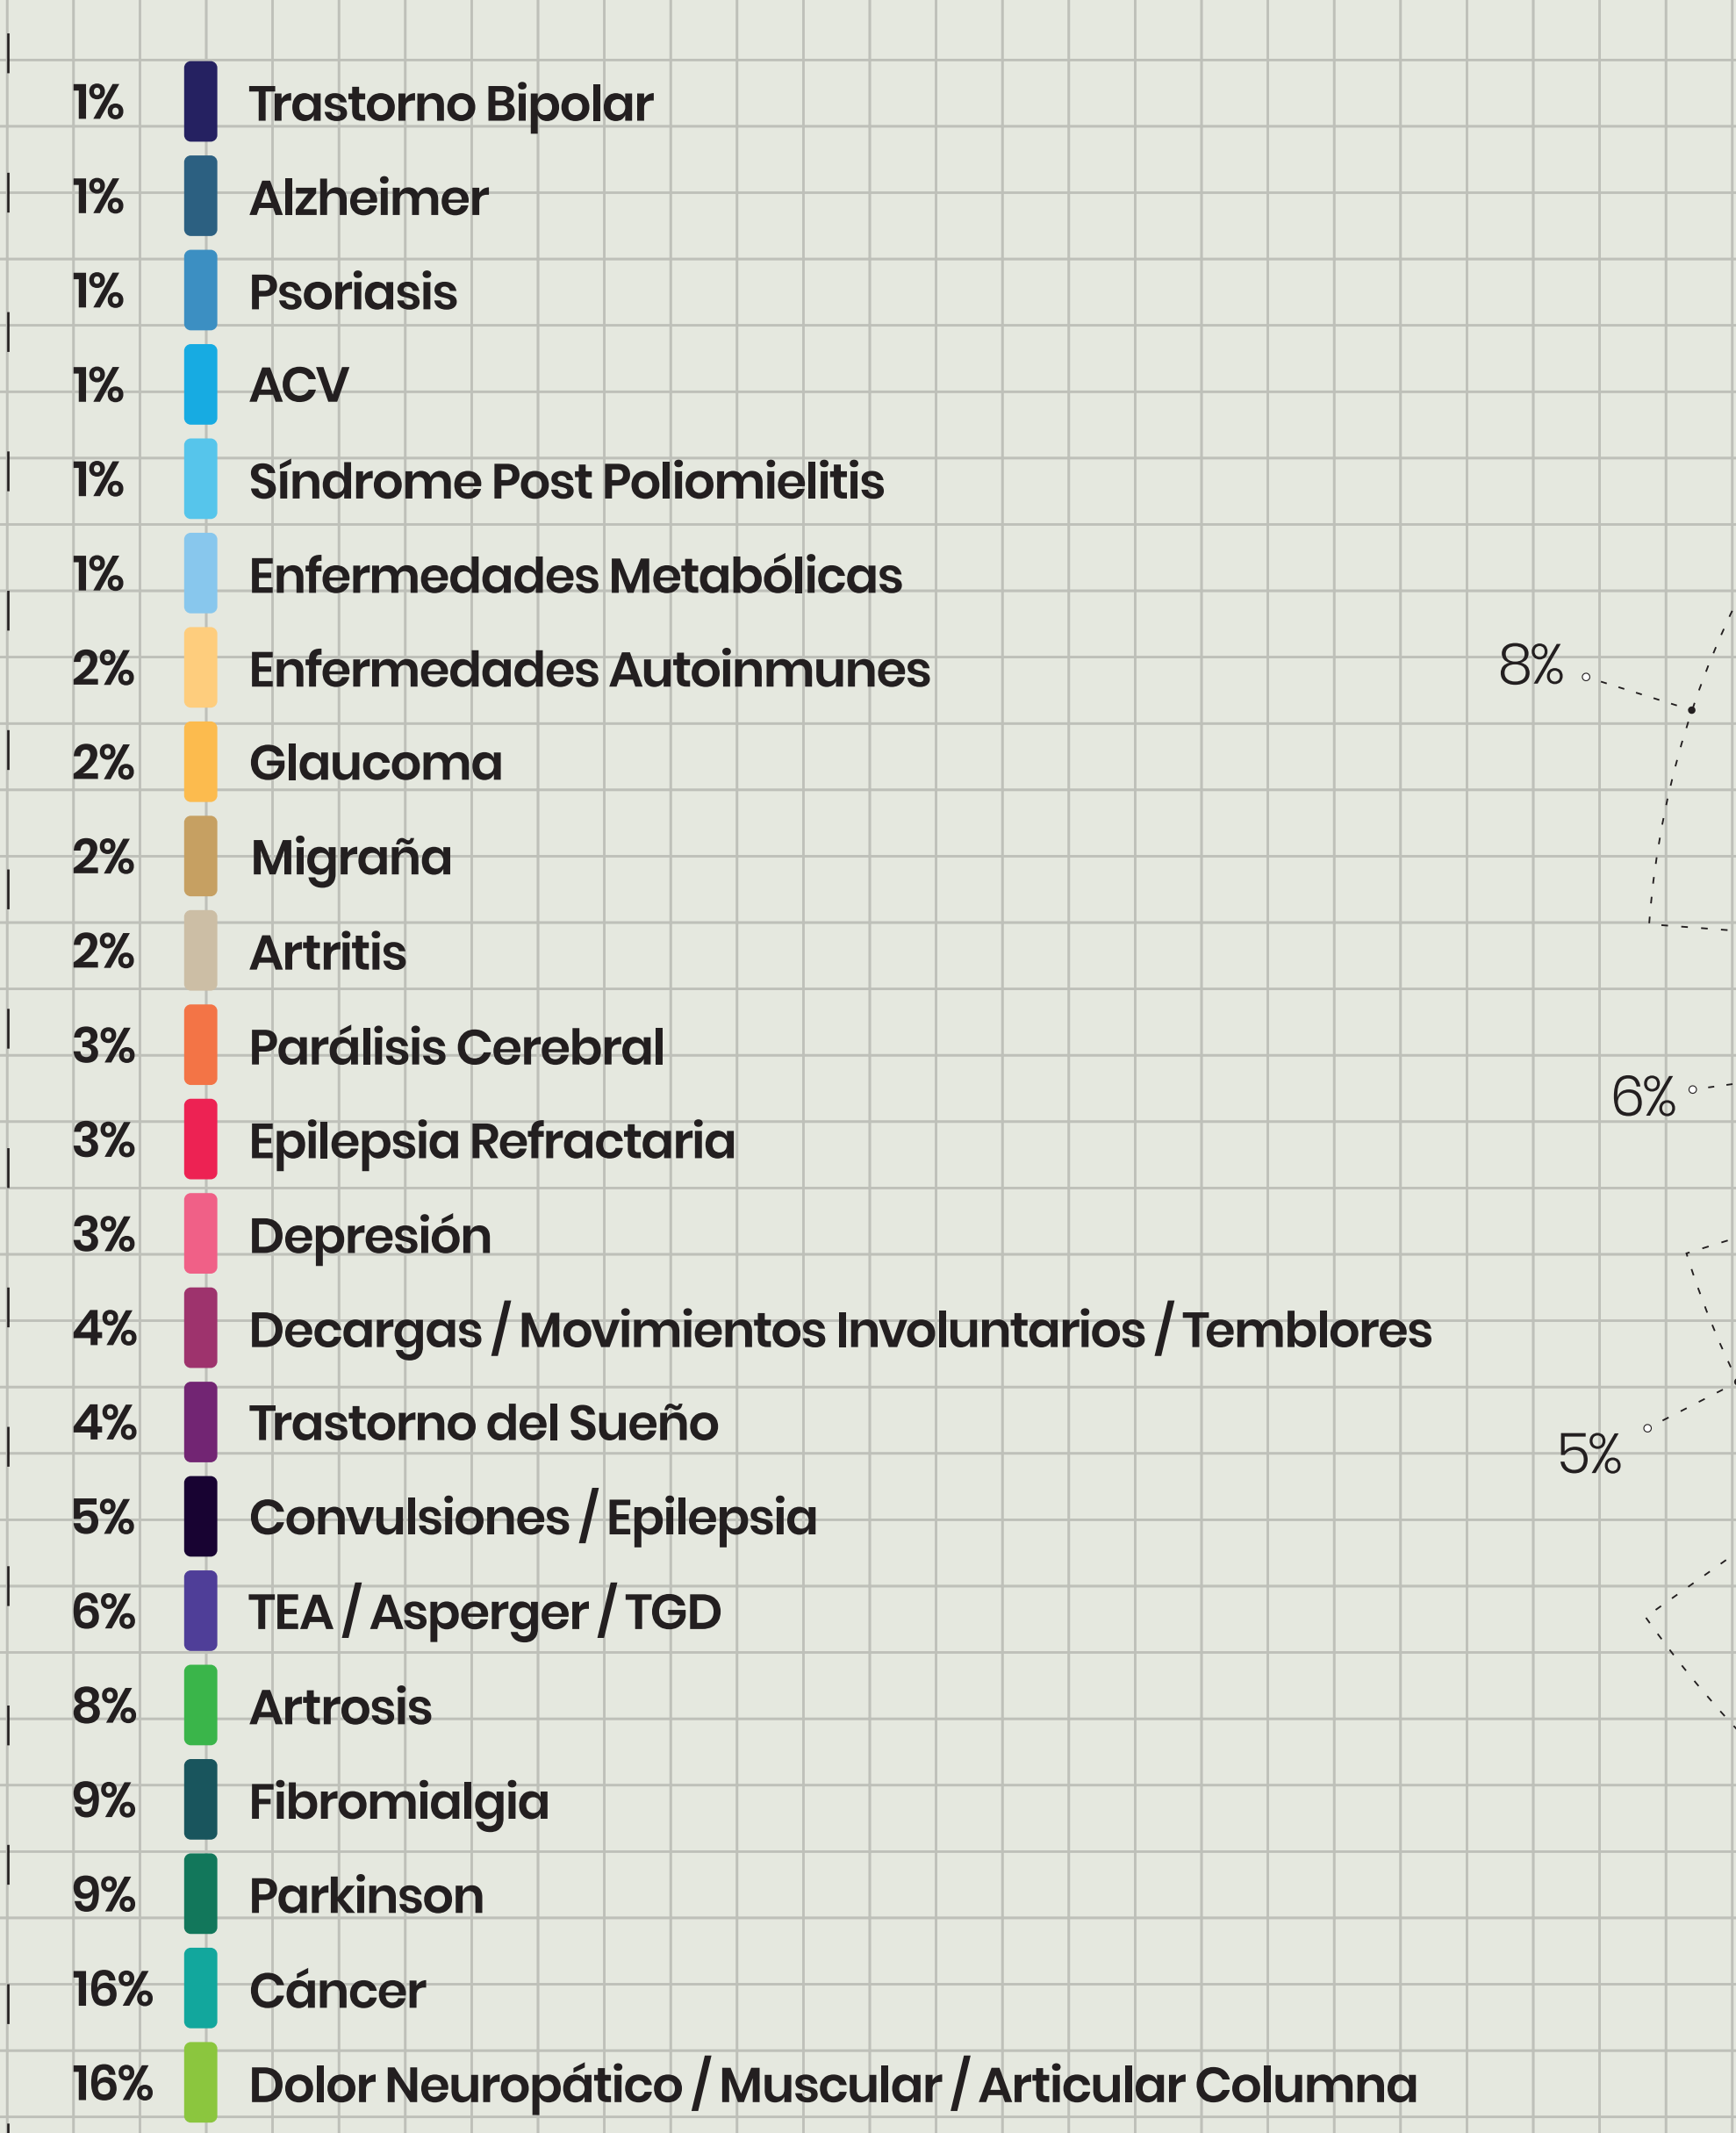 1% Trastorno Bipolar
1% Alzheimer
1% Psoriasis
1% ACV
1% Síndrome Post Poliomielitis
1% Enfermedades Metabólicas
2% Enfermedades Autoinmunes
2% Glaucoma
2% Migraña
2% Artritis
3% Parálisis Cerebral
3% Epilepsia Refractaria
3% Depresión
4% Decargas / Movimientos Involuntarios / Temblores
4% Trastorno del Sueño
5% Convulsiones / Epilepsia
6% TEA / Asperger / TGD
8% Artrosis
9% Fibromialgia
9% Parkinson
16% Cáncer
16% Dolor Neuropático / Muscular / Articular Columna
8%
6%
5%